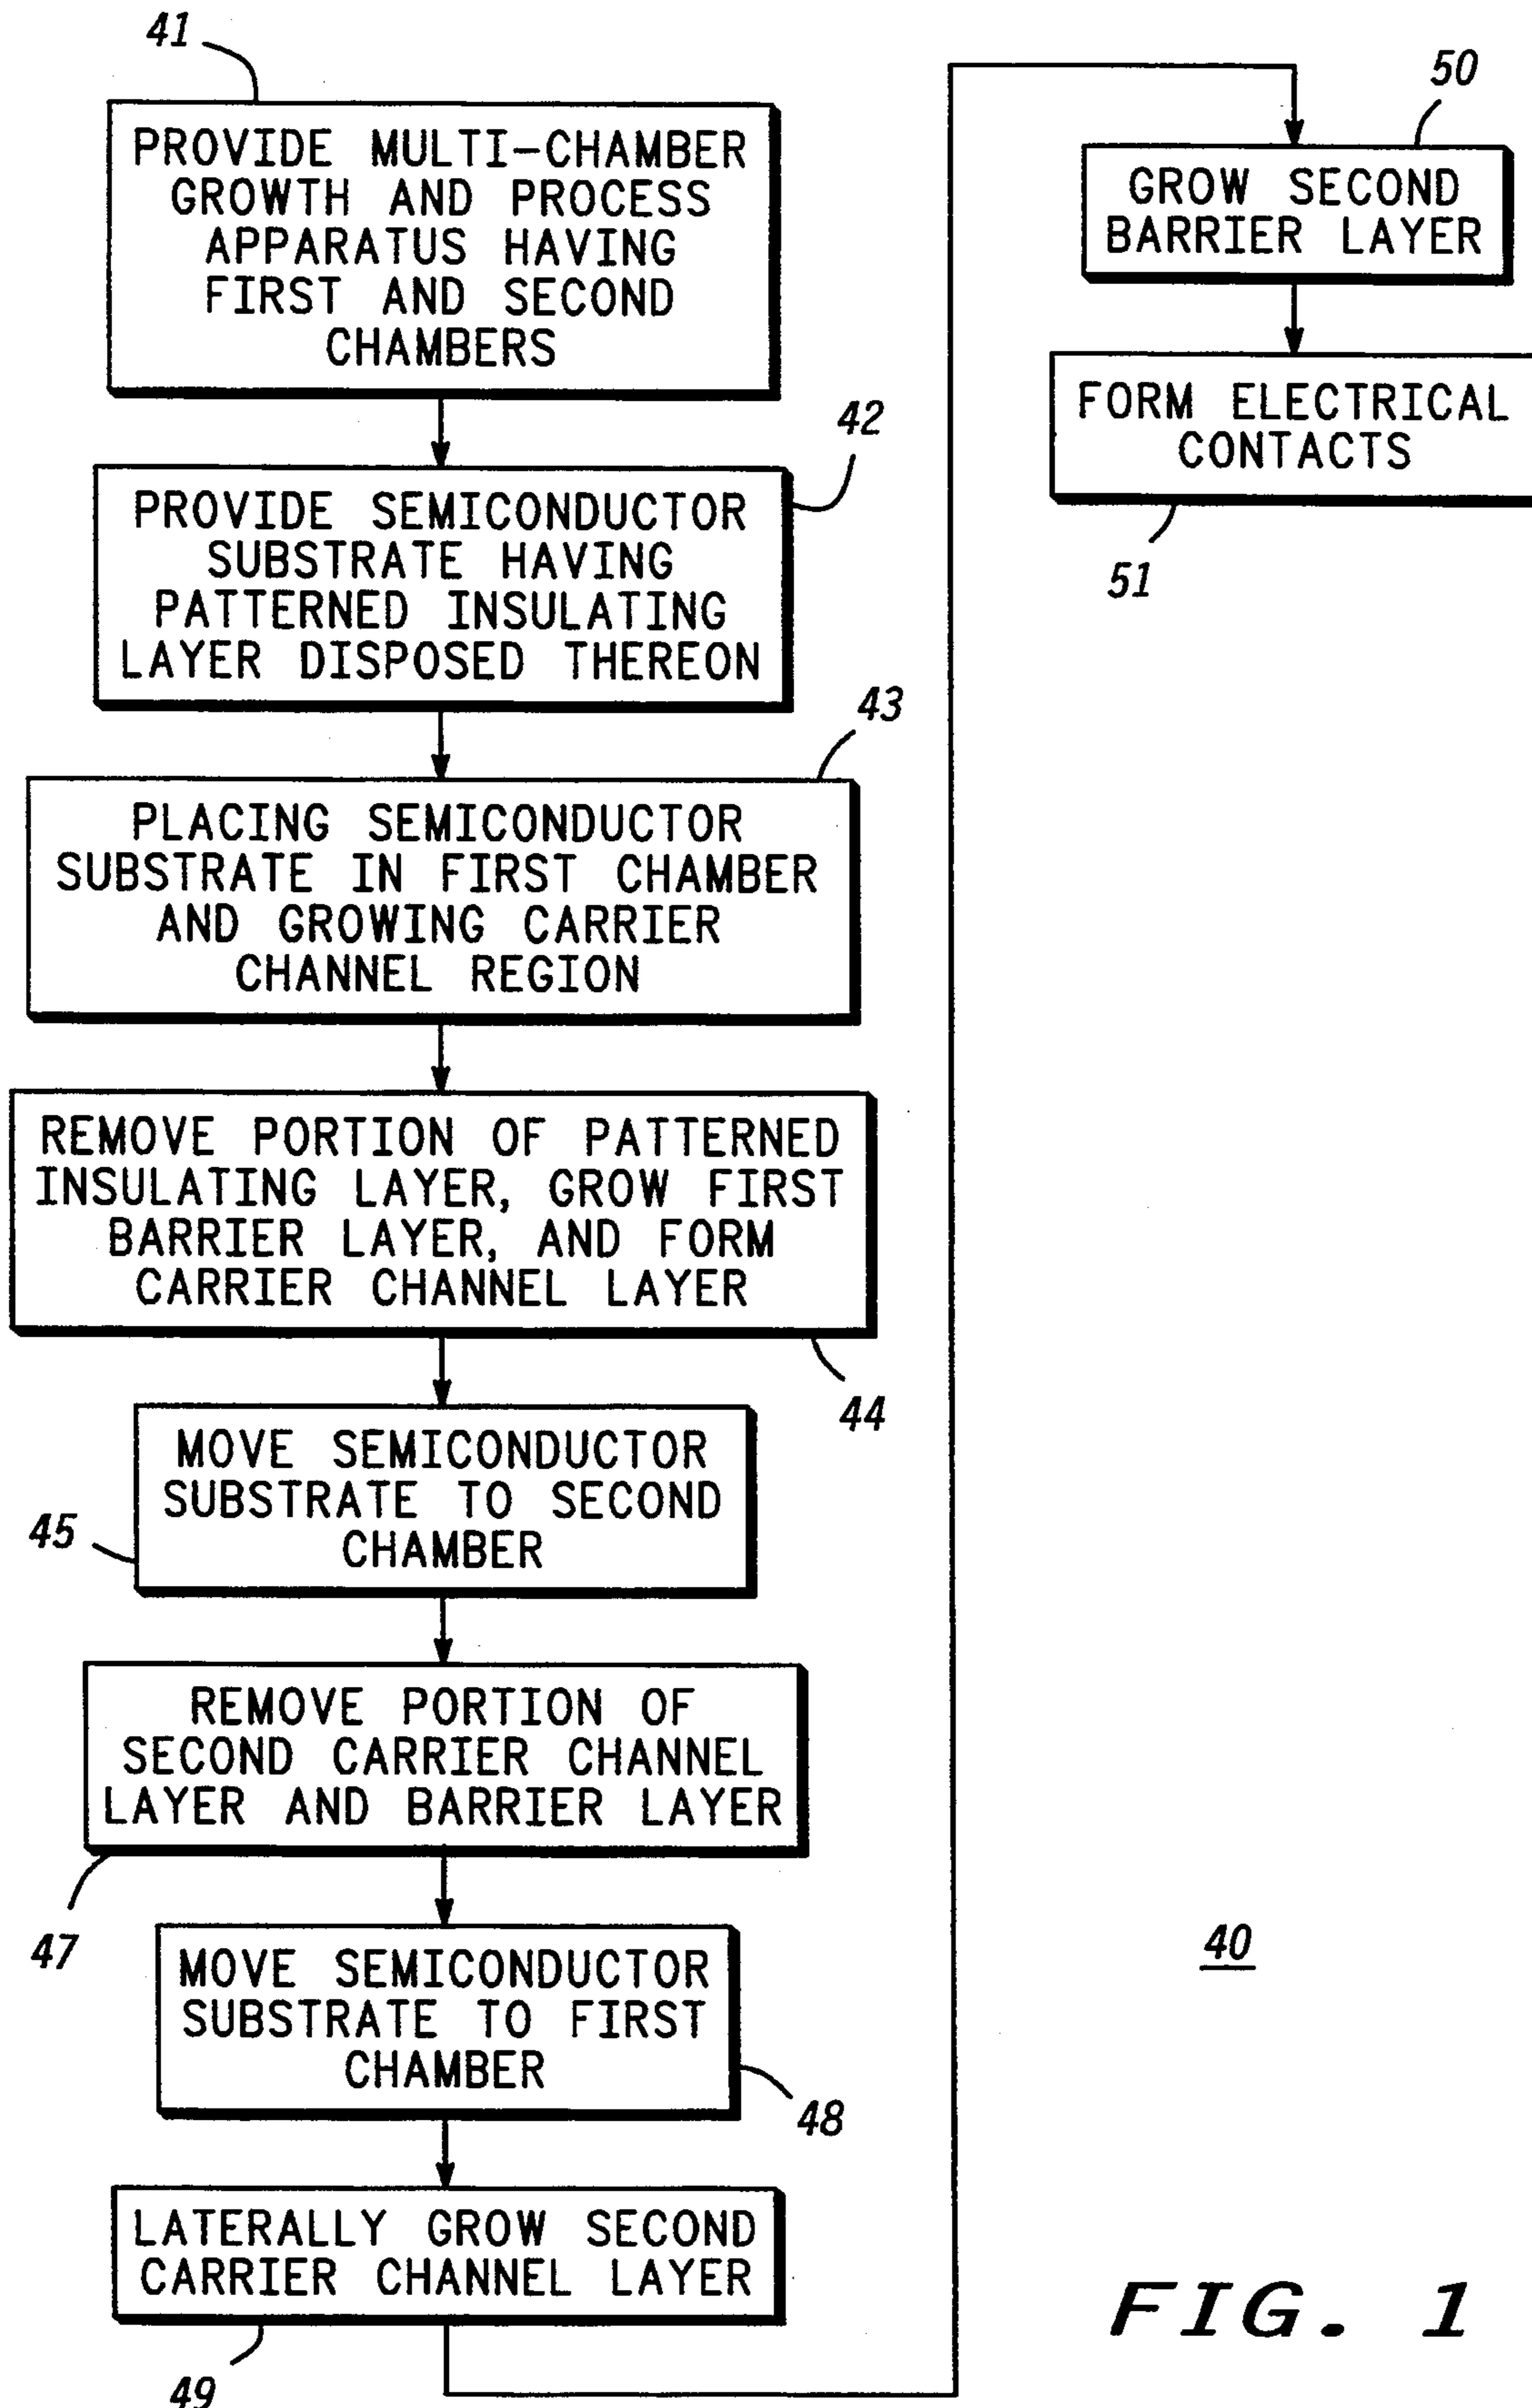 41
PROVIDE MULTI-CHAMBER
GROWTH AND PROCESS
APPARATUS HAVING
FIRST AND SECOND
CHAMBERS
42
PROVIDE SEMICONDUCTOR
SUBSTRATE HAVING
PATTERNED INSULATING
LAYER DISPOSED THEREON
43
PLACING SEMICONDUCTOR
SUBSTRATE IN FIRST CHAMBER
AND GROWING CARRIER
CHANNEL REGION
REMOVE PORTION OF PATTERNED
INSULATING LAYER, GROW FIRST
BARRIER LAYER, AND FORM
CARRIER CHANNEL LAYER
44
MOVE SEMICONDUCTOR
SUBSTRATE TO SECOND
CHAMBER
45
REMOVE PORTION OF
SECOND CARRIER CHANNEL
LAYER AND BARRIER LAYER
47
MOVE SEMICONDUCTOR
SUBSTRATE TO FIRST
CHAMBER
48
LATERALLY GROW SECOND
CARRIER CHANNEL LAYER
49
50
GROW SECOND
BARRIER LAYER
FORM ELECTRICAL
CONTACTS
51
40
FIG. 1